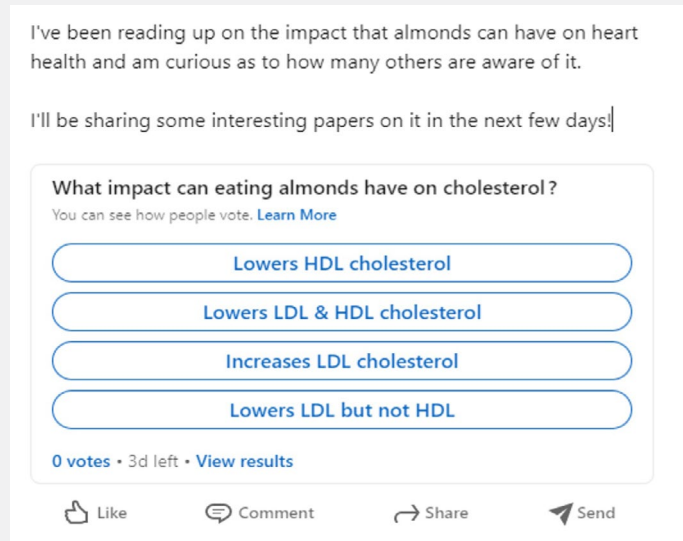 I've been reading up on the impact that almonds can have on heart
health and am curious as to how many others are aware of it.
I'll be sharing some interesting papers on it in the next few days!
What impact can eating almonds have on cholesterol?
You can see how people vote. Learn More
Lowers HDL cholesterol
Lowers LDL & HDL cholesterol
Increases LDL cholesterol
Lowers LDL but not HDL
0 votes • 3d left • View results
Like Comment Share Send